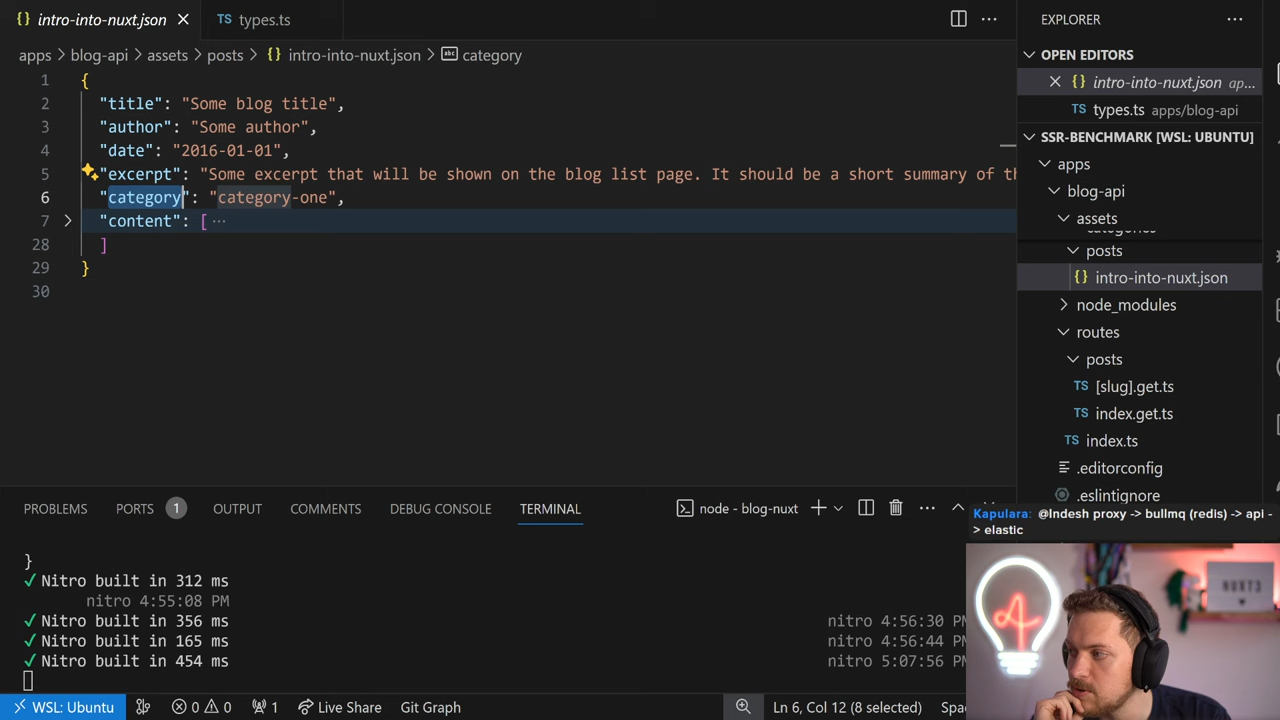 intro-into-nuxt.json
types.ts
apps > blog-api > assets > posts > {} intro-into-nuxt.json > abc category
1 {
2 "title": "Some blog title",
3 "author": "Some author",
4 "date": "2016-01-01",
5 "excerpt": "Some excerpt that will be shown on the blog list page. It should be a short summary of th
6 "category": "category-one",
7 "content": [ ···
28 ]
29 }
30
EXPLORER
OPEN EDITORS
{} intro-into-nuxt.json ap...
TS types.ts apps/blog-api
SSR-BENCHMARK [WSL: UBUNTU]
apps
blog-api
assets
categories
posts
{} intro-into-nuxt.json
node_modules
routes
posts
TS [slug].get.ts
TS index.get.ts
TS index.ts
.editorconfig
.eslintignore
PROBLEMS PORTS 1 OUTPUT COMMENTS DEBUG CONSOLE TERMINAL
node - blog-nuxt
}
✓ Nitro built in 312 ms
nitro 4:55:08 PM
✓ Nitro built in 356 ms nitro 4:56:30 PM
✓ Nitro built in 165 ms nitro 4:56:44 PM
✓ Nitro built in 454 ms nitro 5:07:56 PM
Kapulara: @Indesh proxy -> bullmq (redis) -> api -
> elastic
NUXT3
WSL: Ubuntu 0 0 1 Live Share Git Graph Ln 6, Col 12 (8 selected) Spac